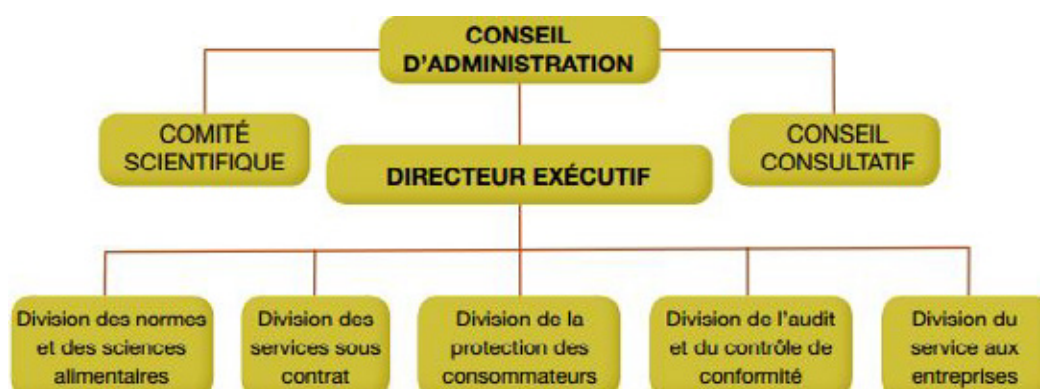 CONSEIL
D'ADMINISTRATION
COMITÉ
SCIENTIFIQUE
CONSEIL
CONSULTATIF
DIRECTEUR EXÉCUTIF
Division des normes
et des sciences
alimentaires
Division des
services sous
contrat
Division de la
protection des
consommateurs
Division de l'audit
et du contrôle de
conformité
Division du
service aux
entreprises